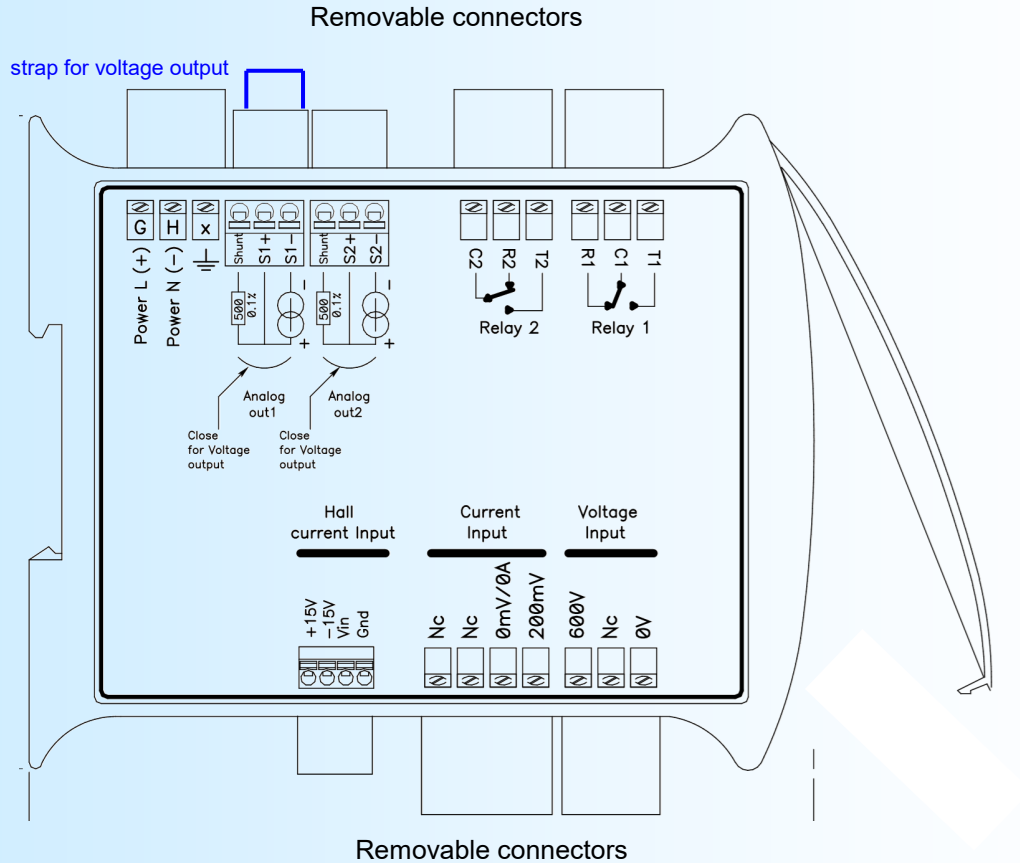 Removable connectors
strap for voltage output
G H x
Power L (+)
Power N (-)
Shunt
S1+
S1-
Shunt
S2+
S2-
500
0.1%
500
0.1%
-
+
-
+
Analog
out1
Analog
out2
Close
for Voltage
output
Close
for Voltage
output
C2
R2
T2
Relay 2
R1
C1
T1
Relay 1
Hall
current Input
Current
Input
Voltage
Input
+15V
-15V
Vin
Gnd
Nc
Nc
0mV/0A
200mV
600V
Nc
0V
Removable connectors